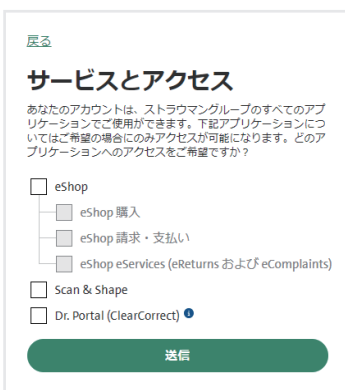 戻る
サービスとアクセス
あなたのアカウントは、ストラウマングループのすべてのアプ
リケーションでご使用ができます。下記アプリケーションにつ
いてはご希望の場合にのみアクセスが可能になります。どのア
プリケーションへのアクセスをご希望ですか？
eShop
eShop 購入
eShop 請求・支払い
eShop eServices (eReturns および eComplaints)
Scan & Shape
Dr. Portal (ClearCorrect)
送信